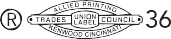 ® ALLIED PRINTING TRADES UNION LABEL COUNCIL KENWOOD CINCINNATI 36